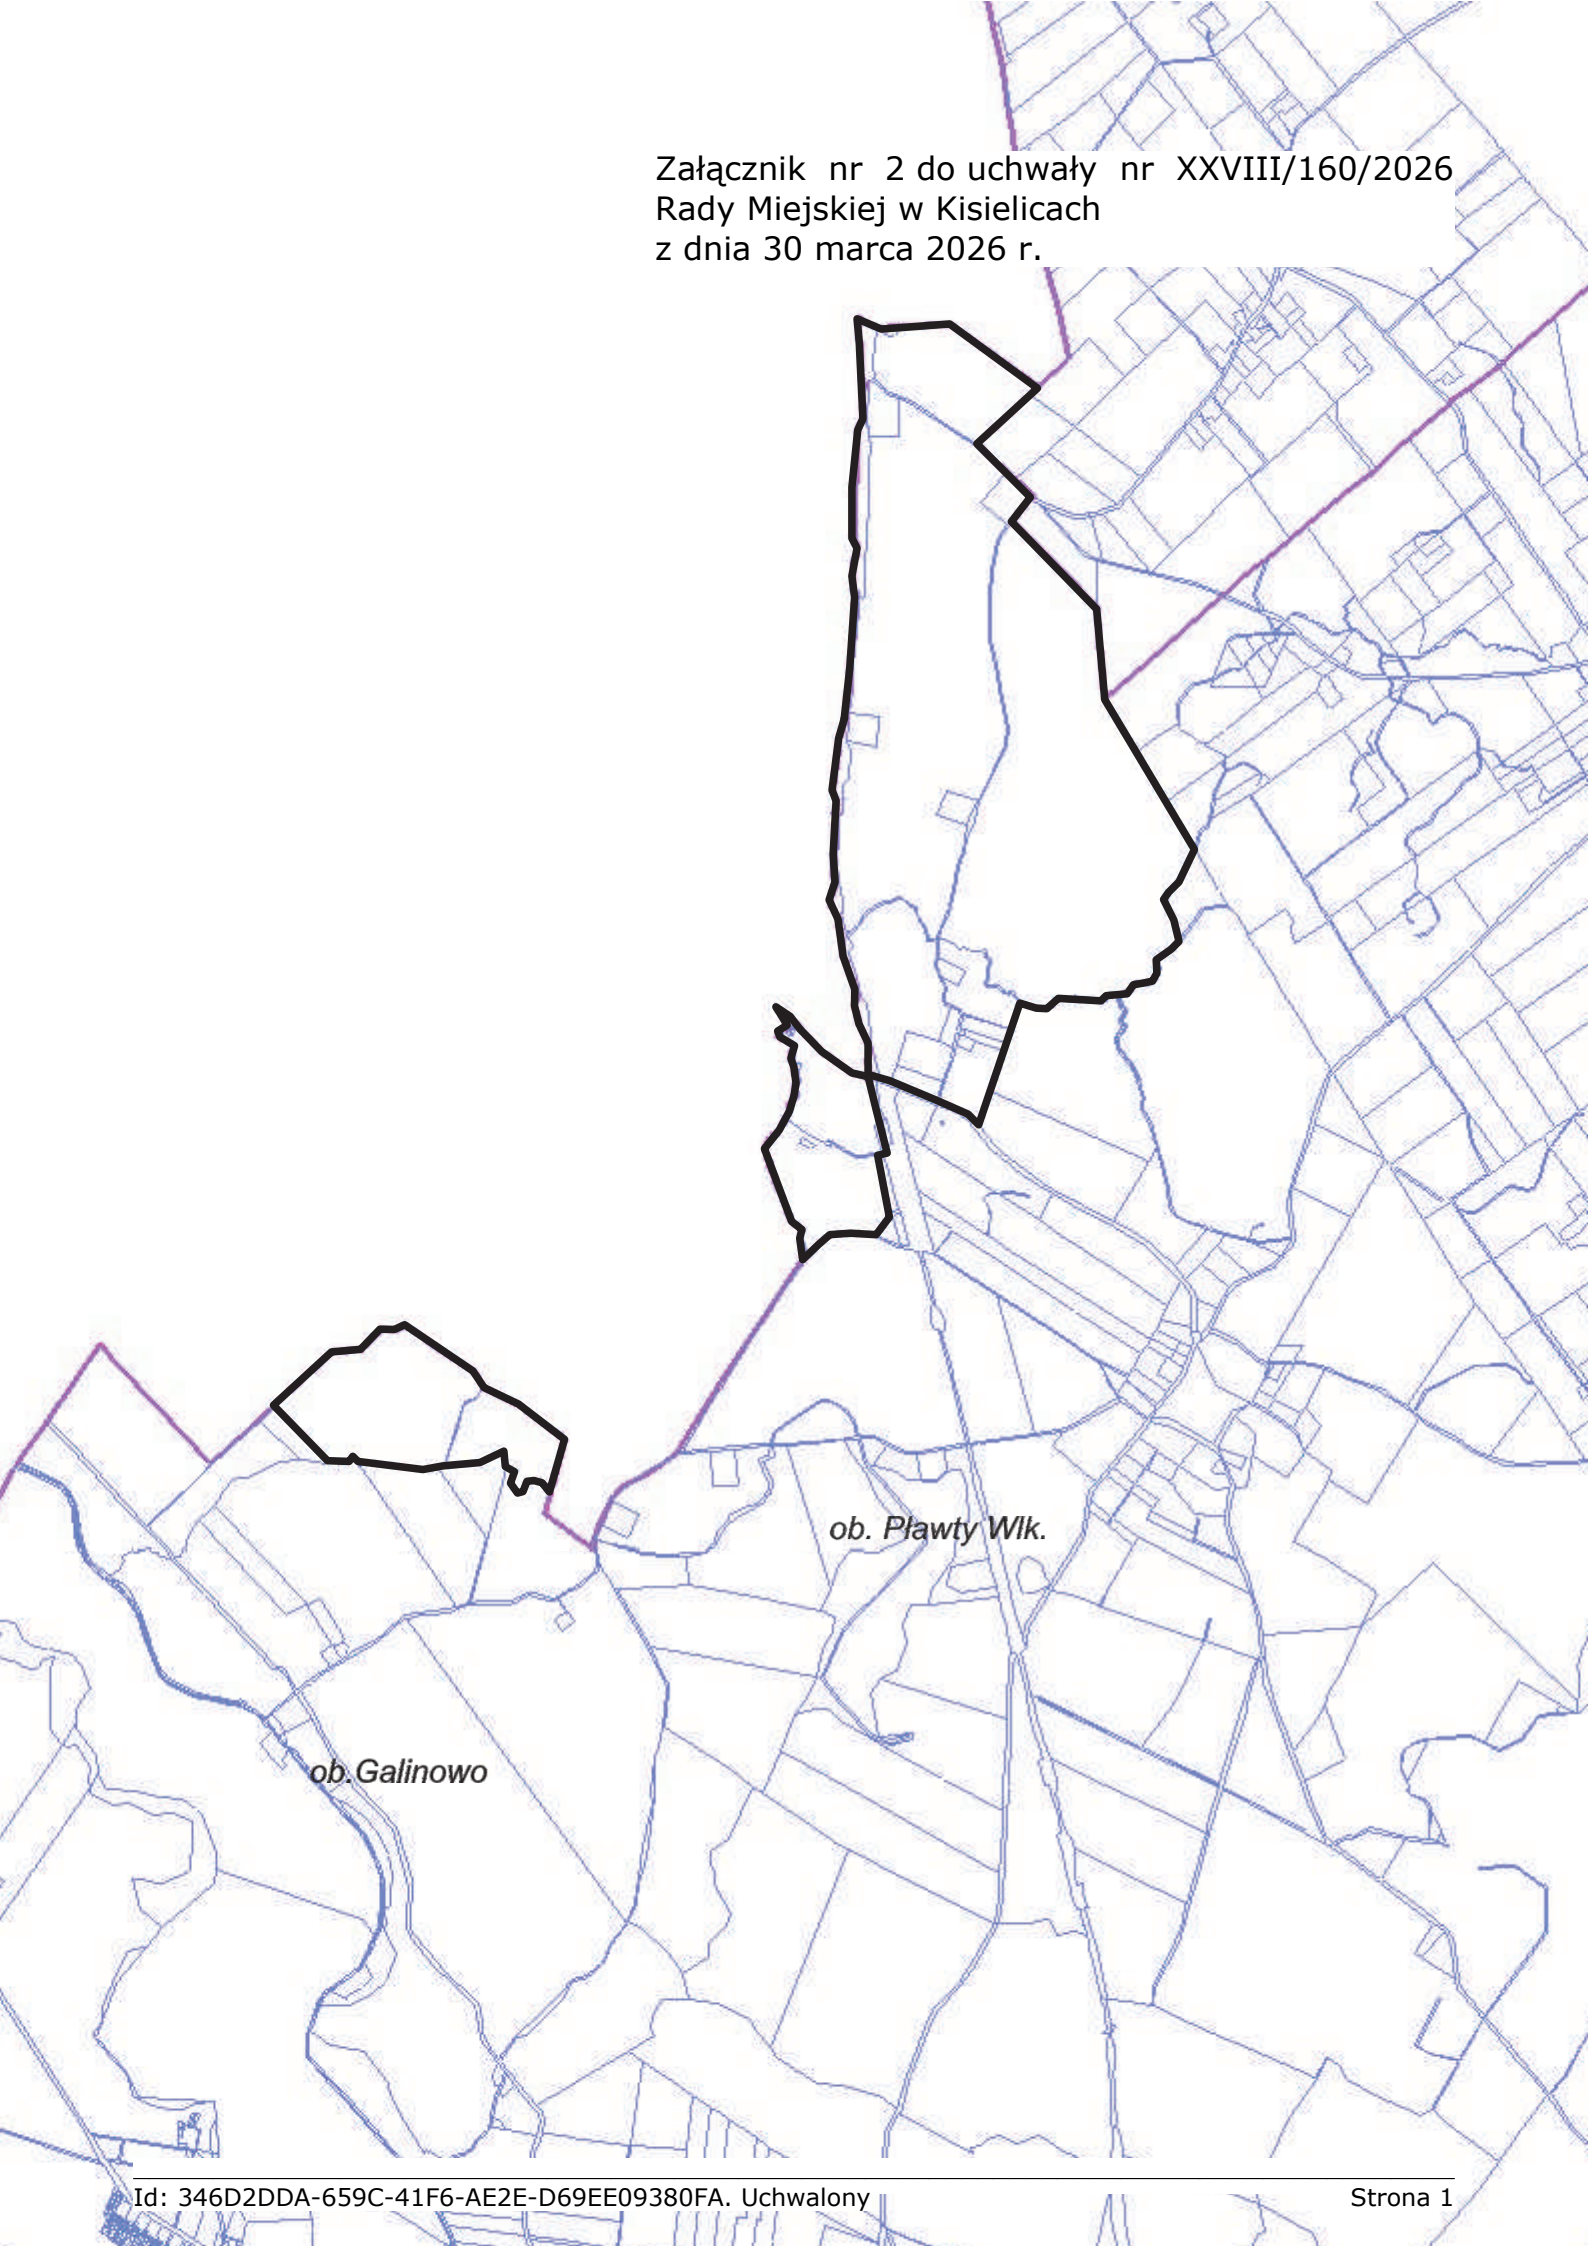 Załącznik nr 2 do uchwały nr XXVIII/160/2026
Rady Miejskiej w Kisielicach
z dnia 30 marca 2026 r.
ob. Pławty Wlk.
ob.Galinowo
Id: 346D2DDA-659C-41F6-AE2E-D69EE09380FA. Uchwalony Strona 1